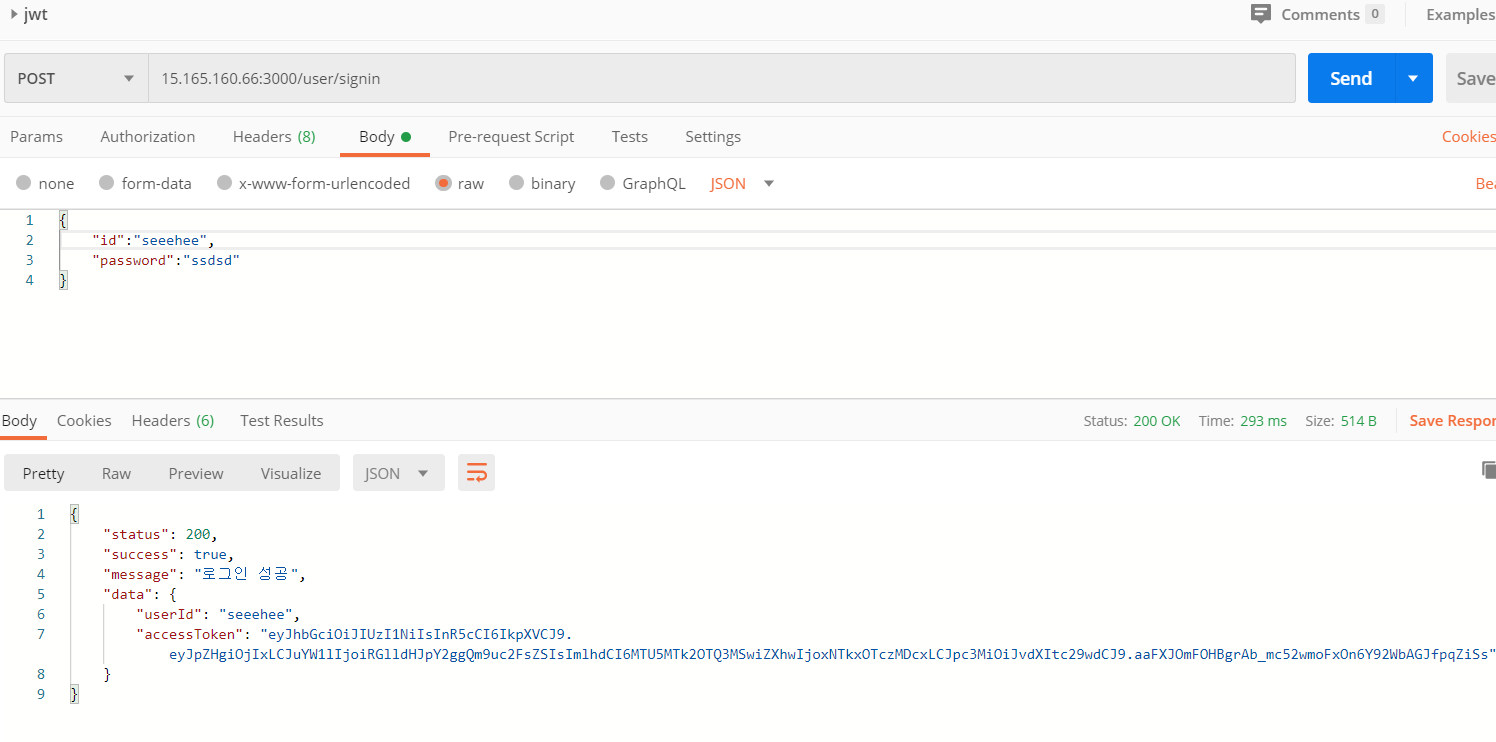 jwt Comments 0 Examples
POST 15.165.160.66:3000/user/signin Send Save
Params Authorization Headers (8) Body Pre-request Script Tests Settings Cookies
none form-data x-www-form-urlencoded raw binary GraphQL JSON Bea
1 {
2 "id":"seeehee",
3 "password":"ssdsd"
4 }
Body Cookies Headers (6) Test Results Status: 200 OK Time: 293 ms Size: 514 B Save Respon
Pretty Raw Preview Visualize JSON
1 {
2 "status": 200,
3 "success": true,
4 "message": "로그인 성공",
5 "data": {
6 "userId": "seeehee",
7 "accessToken": "eyJhbGciOiJIUzI1NiIsInR5cCI6IkpXVCJ9.
eyJpZHgiOjIxLCJuYW1lIjoiRGlldHJpY2ggQm9uc2FsZSIsImlhdCI6MTU5MTk2OTQ3MSwiZXhwIjoxNTkxOTczMDcxLCJpc3MiOiJvdXItc29wdCJ9.aaFXJOmFOHBgrAb_mc52wmoFxOn6Y92WbAGJfpqZiSs"
8 }
9 }